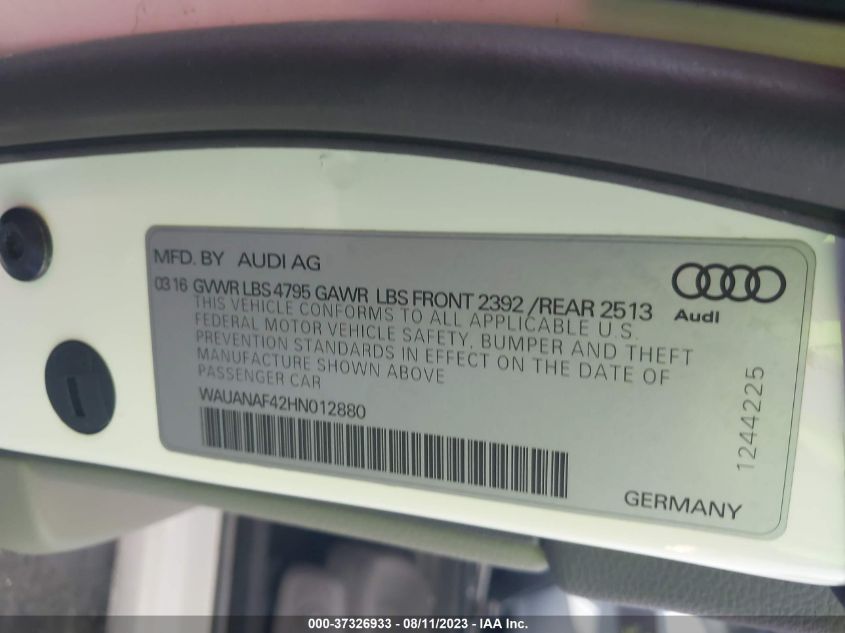 MFD. BY AUDI AG
0316 GVWR LBS 4795 GAWR LBS FRONT 2392 /REAR 2513
THIS VEHICLE CONFORMS TO ALL APPLICABLE U.S.
FEDERAL MOTOR VEHICLE SAFETY, BUMPER AND THEFT
PREVENTION STANDARDS IN EFFECT ON THE DATE OF
MANUFACTURE SHOWN ABOVE
PASSENGER CAR
WAUANAF42HN012880
Audi
1244225
GERMANY
000-37326933 - 08/11/2023 - IAA Inc.